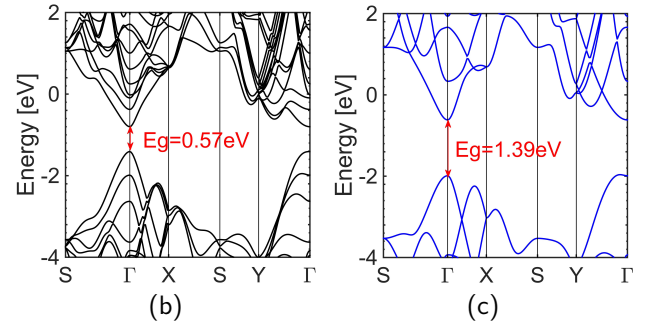 2
0
-2
-4
Energy [eV]
Eg=0.57eV
S Γ X S Y Γ
(b)
2
0
-2
-4
Energy [eV]
Eg=1.39eV
S Γ X S Y Γ
(c)